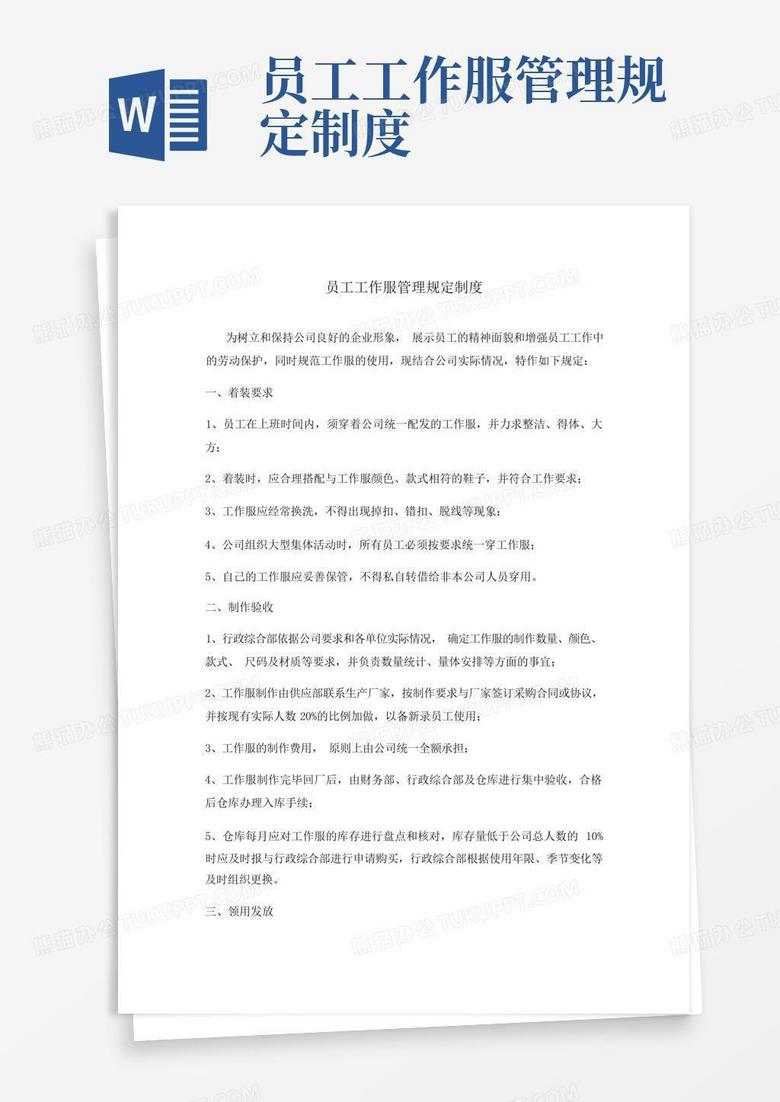 W
员工工作服管理规
定制度
员工工作服管理规定制度
为树立和保持公司良好的企业形象， 展示员工的精神面貌和增强员工工作中
的劳动保护，同时规范工作服的使用，现结合公司实际情况，特作如下规定：
一、着装要求
1、员工在上班时间内，须穿着公司统一配发的工作服，并力求整洁、得体、大
方；
2、着装时，应合理搭配与工作服颜色、款式相符的鞋子，并符合工作要求；
3、工作服应经常换洗，不得出现掉扣、错扣、脱线等现象；
4、公司组织大型集体活动时，所有员工必须按要求统一穿工作服；
5、自己的工作服应妥善保管，不得私自转借给非本公司人员穿用。
二、制作验收
1、行政综合部依据公司要求和各单位实际情况， 确定工作服的制作数量、颜色、
款式、 尺码及材质等要求，并负责数量统计、量体安排等方面的事宜；
2、工作服制作由供应部联系生产厂家，按制作要求与厂家签订采购合同或协议，
并按现有实际人数 20%的比例加做，以备新录员工使用；
3、工作服的制作费用， 原则上由公司统一全额承担；
4、工作服制作完毕回厂后，由财务部、行政综合部及仓库进行集中验收，合格
后仓库办理入库手续；
5、仓库每月应对工作服的库存进行盘点和核对，库存量低于公司总人数的 10%
时应及时报与行政综合部进行申请购买，行政综合部根据使用年限、季节变化等
及时组织更换。
三、领用发放
熊猫办公 TUKUPPT.COM